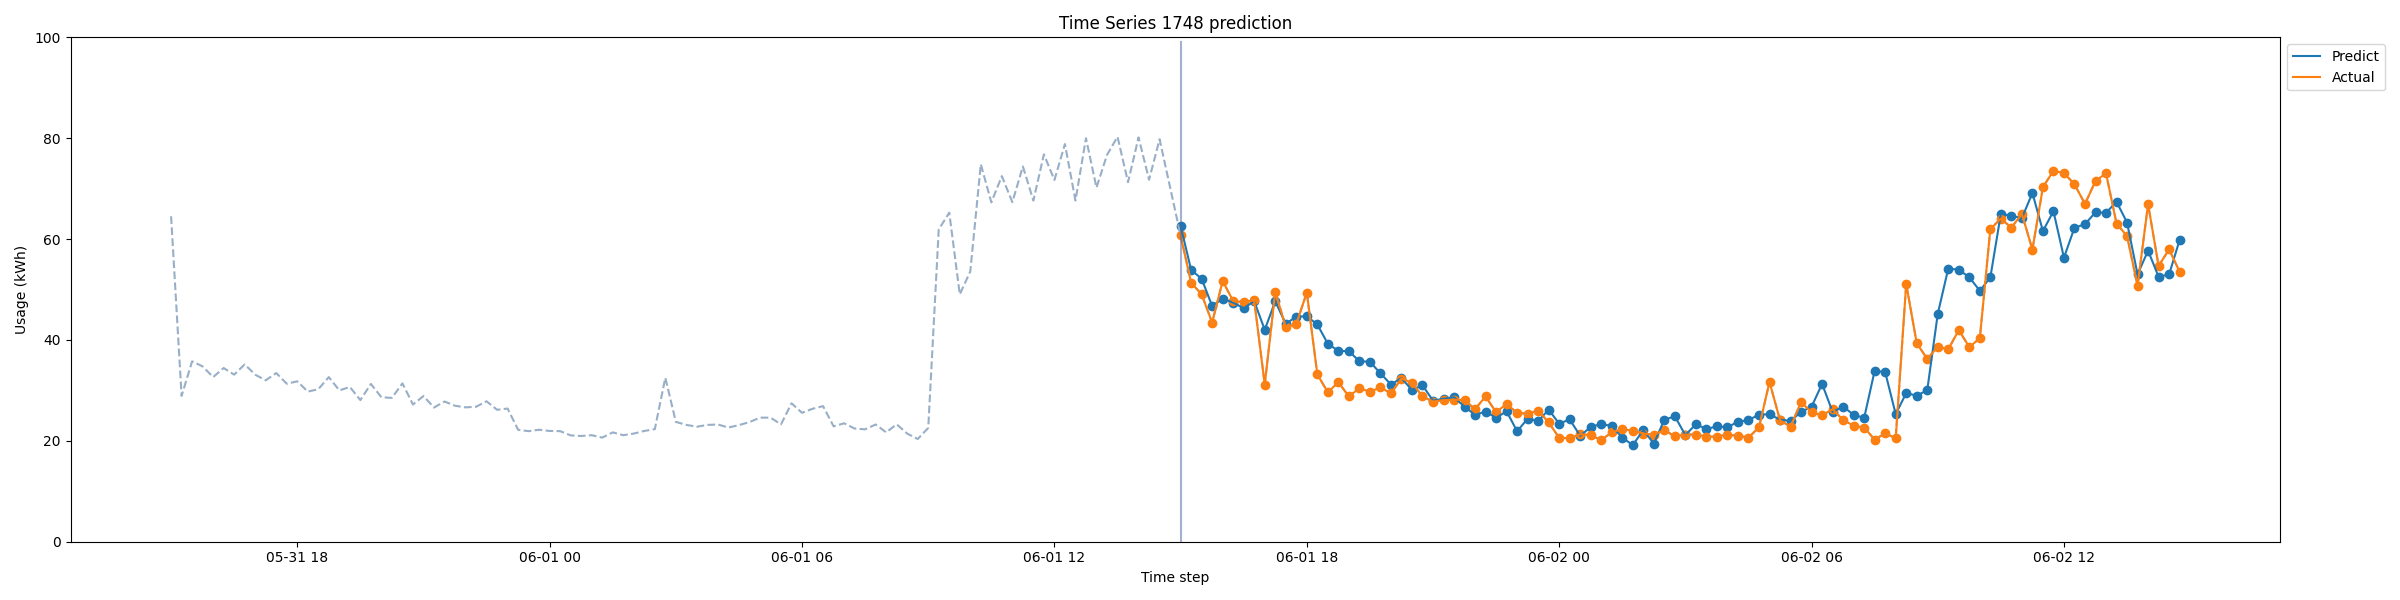 Time Series 1748 prediction
Predict
Actual
Usage (kWh)
100
80
60
40
20
0
05-31 18
06-01 00
06-01 06
06-01 12
06-01 18
06-02 00
06-02 06
06-02 12
Time step